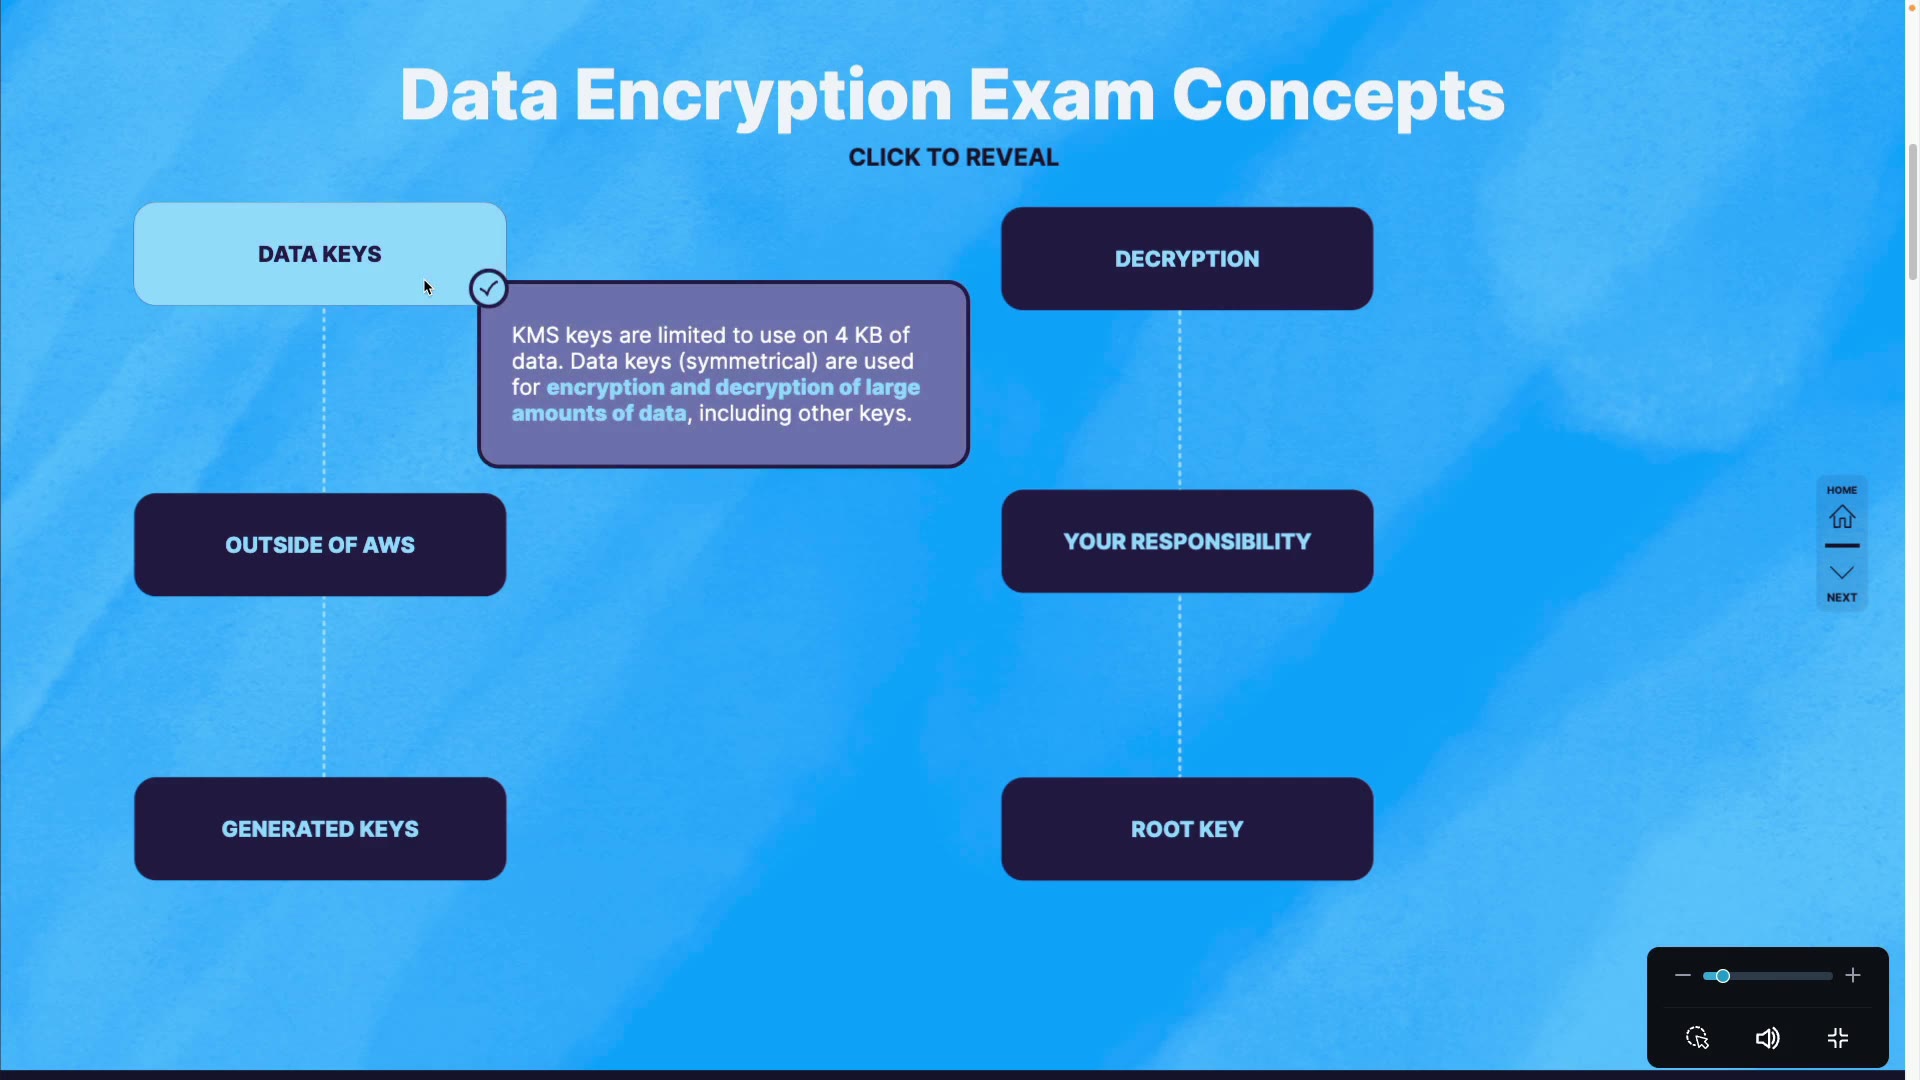 Data Encryption Exam Concepts
CLICK TO REVEAL
DATA KEYS
KMS keys are limited to use on 4 KB of
data. Data keys (symmetrical) are used
for encryption and decryption of large
amounts of data, including other keys.
OUTSIDE OF AWS
GENERATED KEYS
DECRYPTION
YOUR RESPONSIBILITY
ROOT KEY
HOME
NEXT